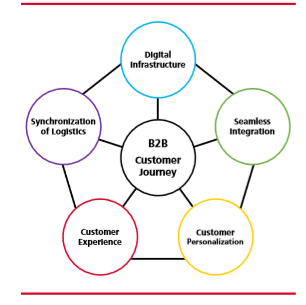 Digital
Infrastructure
Synchronization
of Logistics
Seamless
Integration
B2B
Customer
Journey
Customer
Experience
Customer
Personalization